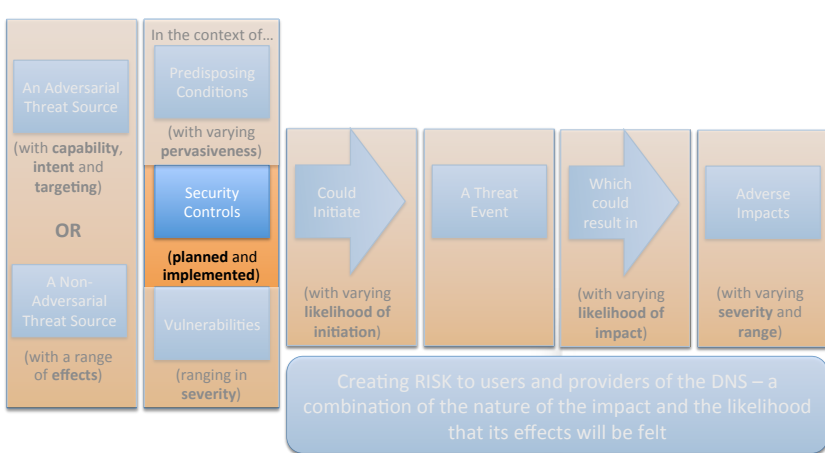 An Adversarial
Threat Source
(with capability,
intent and
targeting)
OR
A Non-
Adversarial
Threat Source
(with a range
of effects)
In the context of…
Predisposing
Conditions
(with varying
pervasiveness)
Security
Controls
(planned and
implemented)
Vulnerabilities
(ranging in
severity)
Could
Initiate
(with varying
likelihood of
initiation)
A Threat
Event
Which
could
result in
(with varying
likelihood of
impact)
Adverse
Impacts
(with varying
severity and
range)
Creating RISK to users and providers of the DNS – a
combination of the nature of the impact and the likelihood
that its effects will be felt